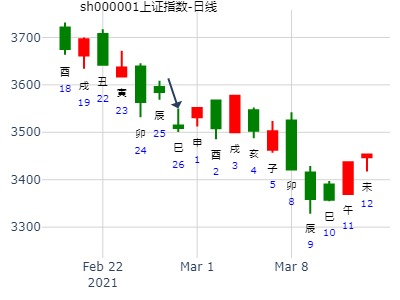 sh000001上证指数-日线
3700
3600
3500
3400
3300
酉
18
戌
19
丑
22
寅
23
卯
24
辰
25
巳
26
申
1
酉
2
戌
3
亥
4
子
5
卯
8
辰
9
巳
10
午
11
未
12
Feb 22
2021
Mar 1
Mar 8